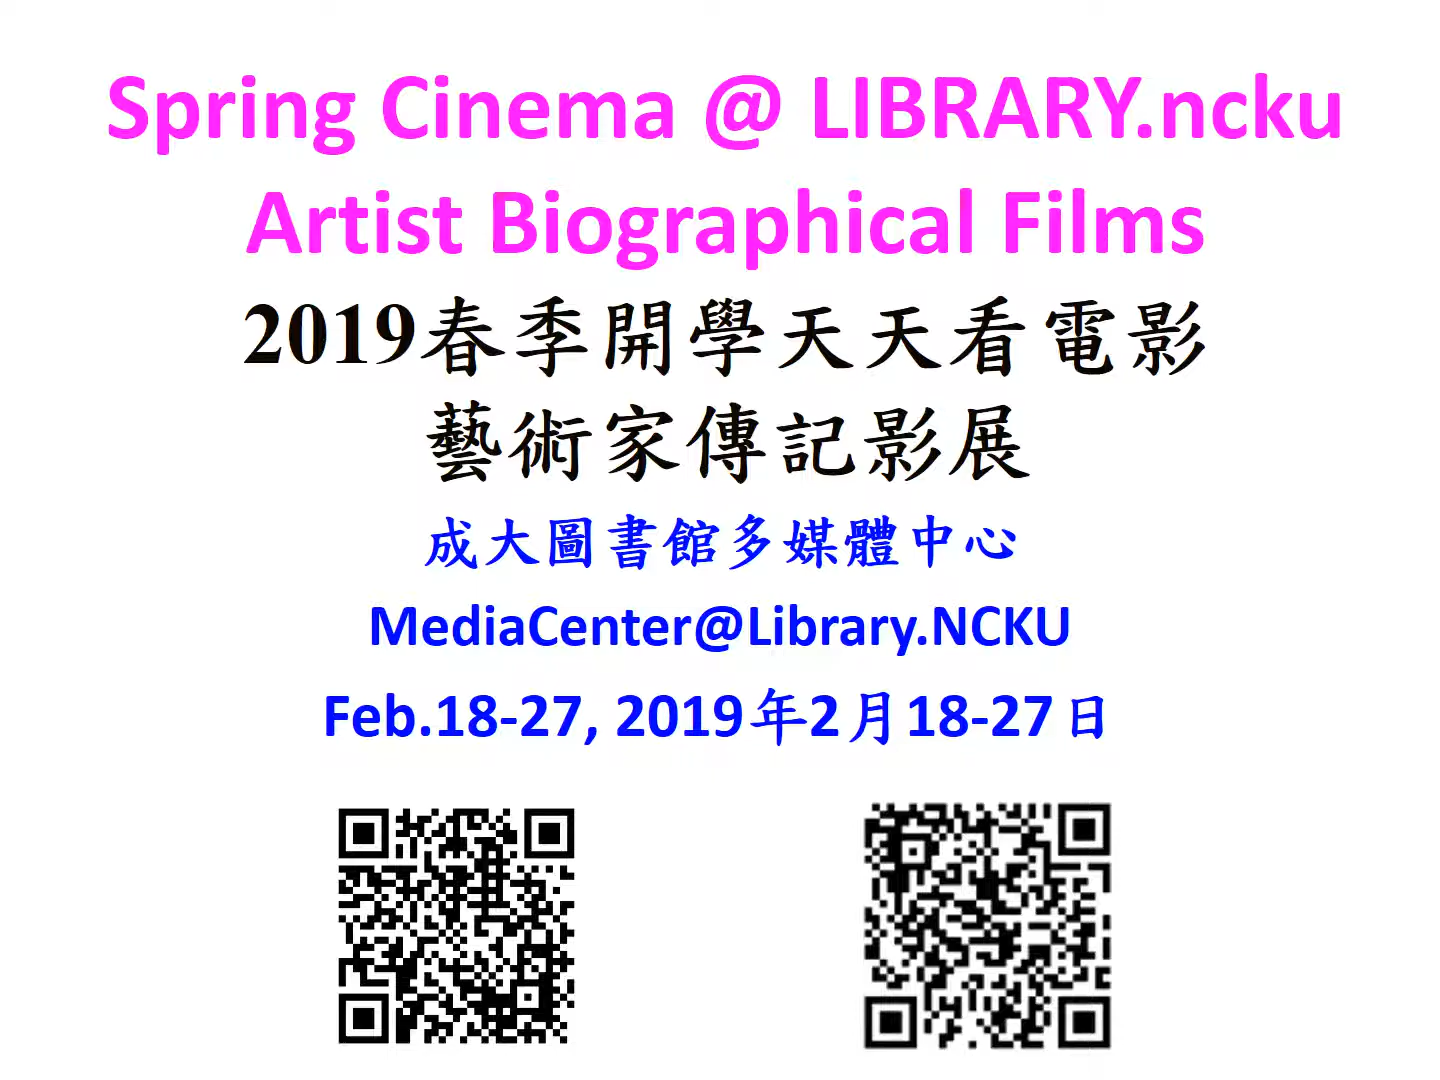 Spring Cinema @ LIBRARY.ncku
Artist Biographical Films
2019春季開學天天看電影
藝術家傳記影展
成大圖書館多媒體中心
MediaCenter@Library.NCKU
Feb.18-27, 2019年2月18-27日